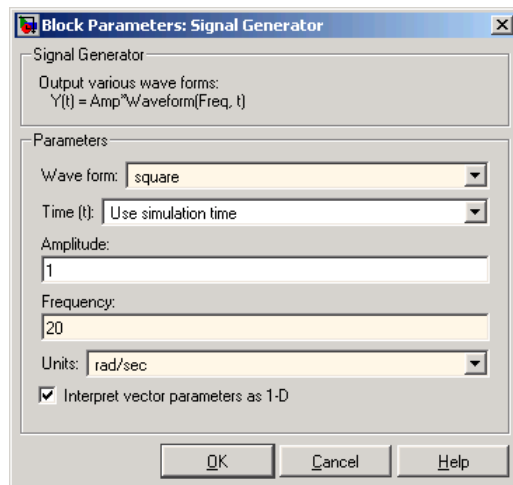 Block Parameters: Signal Generator
Signal Generator
Output various wave forms:
Y(t) = Amp*Waveform(Freq, t)
Parameters
Wave form: square
Time (t): Use simulation time
Amplitude:
1
Frequency:
20
Units: rad/sec
Interpret vector parameters as 1-D
OK Cancel Help